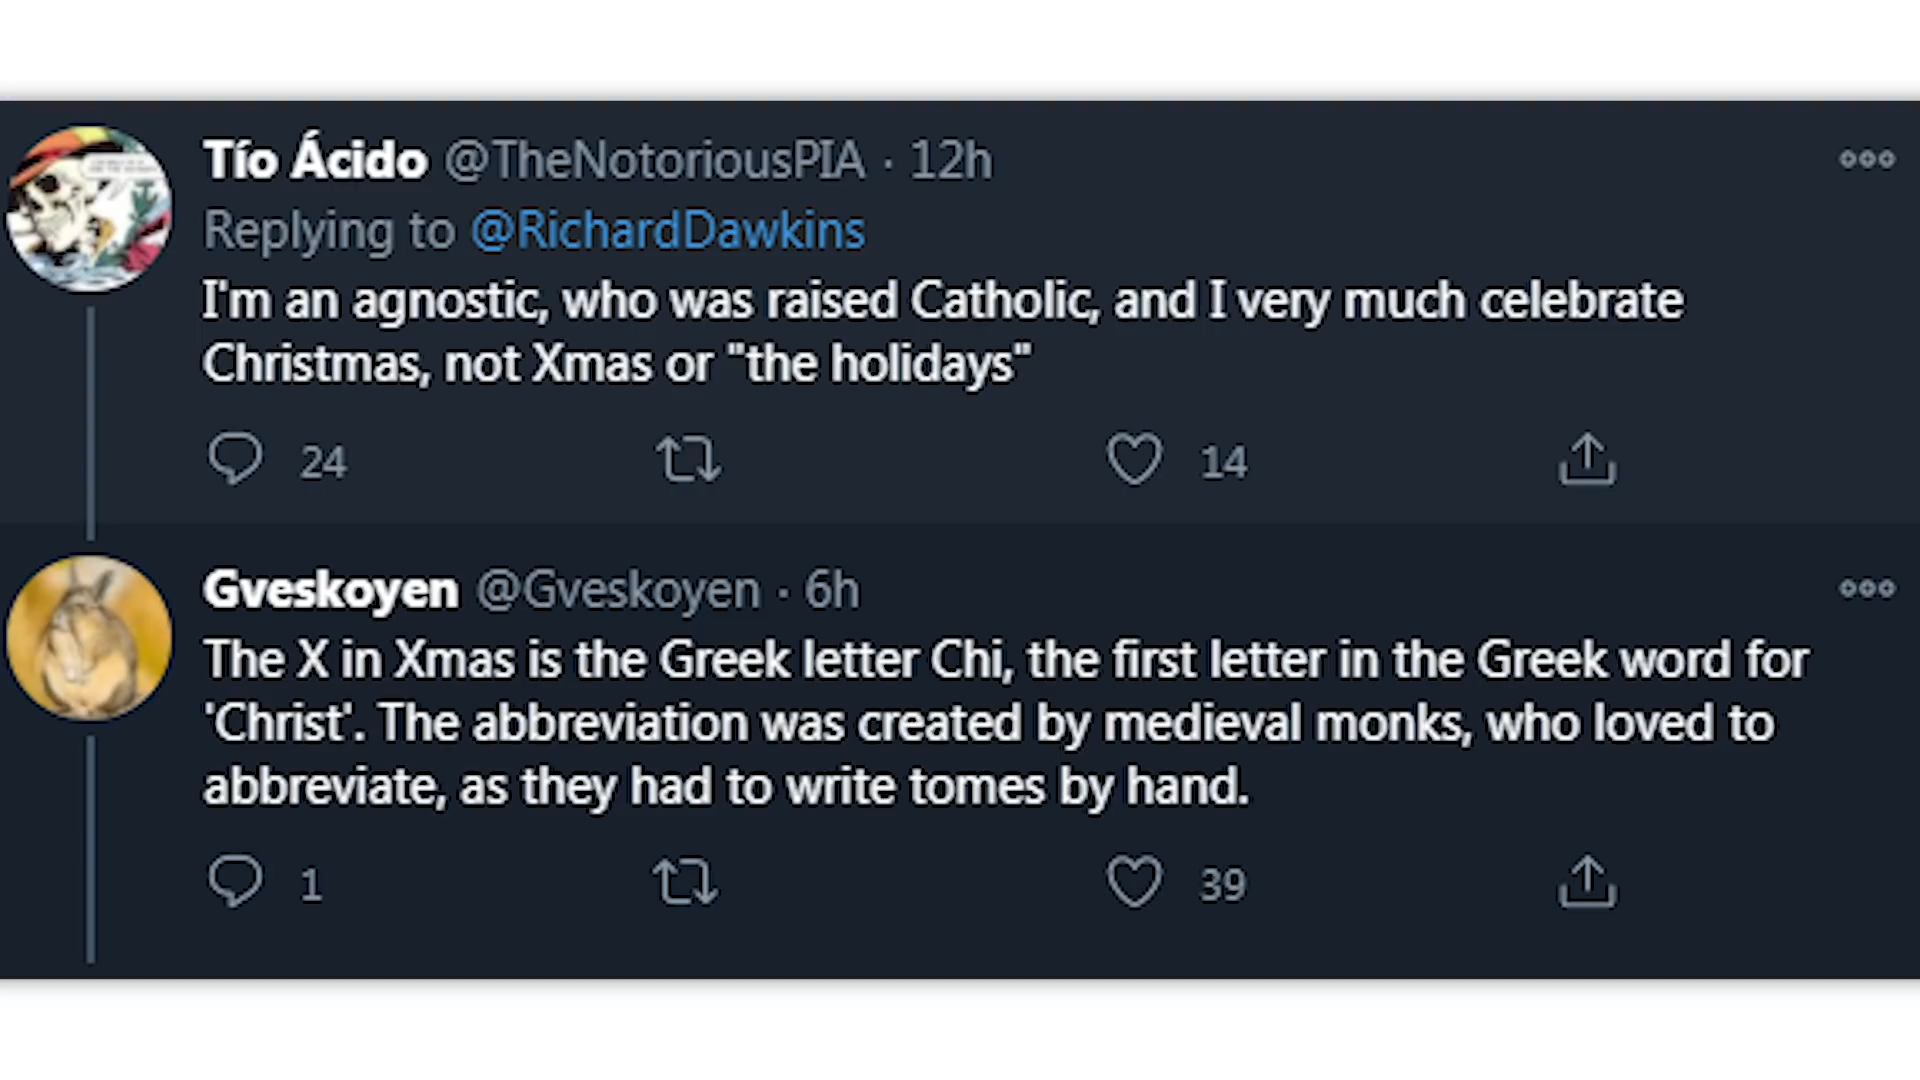 Tío Ácido @TheNotoriousPIA · 12h
Replying to @RichardDawkins
I'm an agnostic, who was raised Catholic, and I very much celebrate
Christmas, not Xmas or "the holidays"
24 14
Gveskoyen @Gveskoyen · 6h
The X in Xmas is the Greek letter Chi, the first letter in the Greek word for
'Christ'. The abbreviation was created by medieval monks, who loved to
abbreviate, as they had to write tomes by hand.
1 39